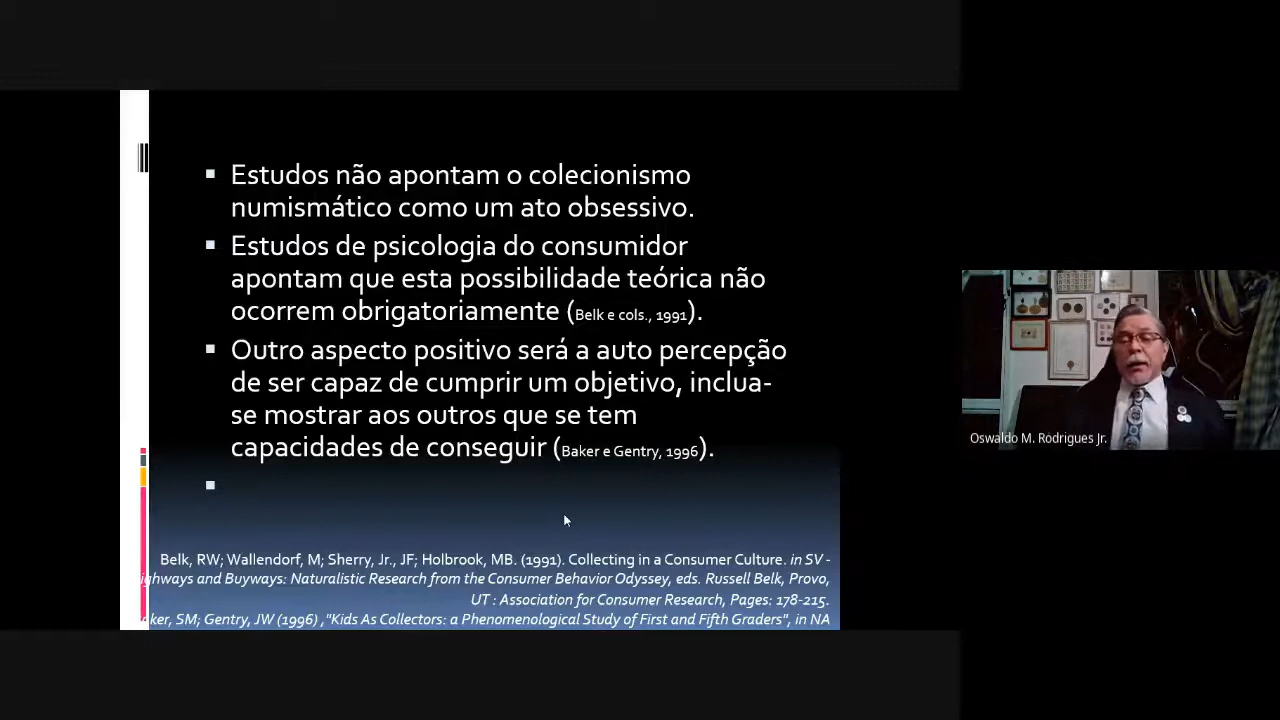 Estudos não apontam o colecionismo
numismático como um ato obsessivo.
Estudos de psicologia do consumidor
apontam que esta possibilidade teórica não
ocorrem obrigatoriamente (Belk e cols., 1991).
Outro aspecto positivo será a auto percepção
de ser capaz de cumprir um objetivo, inclua-
se mostrar aos outros que se tem
capacidades de conseguir (Baker e Gentry, 1996).
Belk, RW; Wallendorf, M; Sherry, Jr., JF; Holbrook, MB. (1991). Collecting in a Consumer Culture. in SV -
ighways and Buyways: Naturalistic Research from the Consumer Behavior Odyssey, eds. Russell Belk, Provo,
UT : Association for Consumer Research, Pages: 178-215.
ker, SM; Gentry, JW (1996) ,"Kids As Collectors: a Phenomenological Study of First and Fifth Graders", in NA
Oswaldo M. Rodrigues Jr.